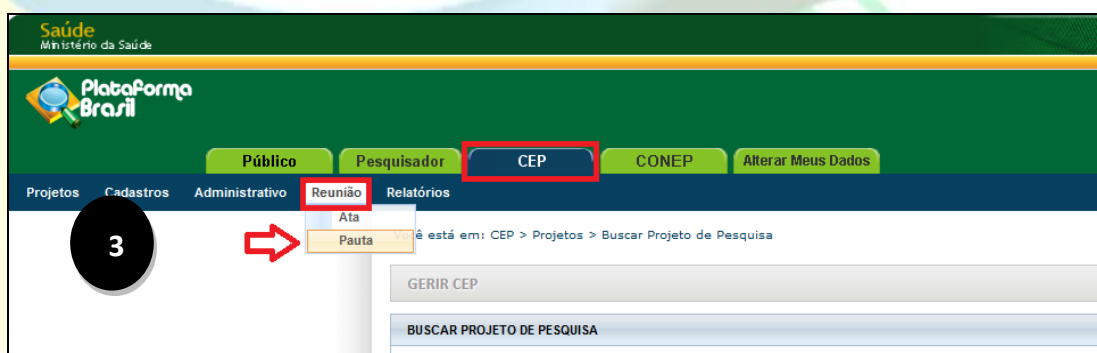 Saúde
Ministério da Saúde
Plataforma
Brasil
Público Pesquisador CEP CONEP Alterar Meus Dados
Projetos Cadastros Administrativo Reunião Relatórios
Ata
Pauta
ê está em: CEP > Projetos > Buscar Projeto de Pesquisa
3
GERIR CEP
BUSCAR PROJETO DE PESQUISA